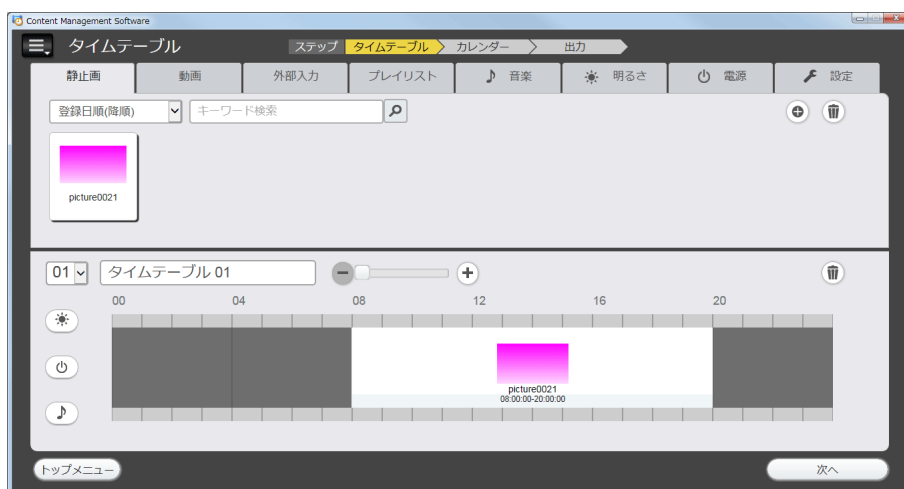 Content Management Software
タイムテーブル
ステップ タイムテーブル カレンダー 出力
静止画 動画 外部入力 プレイリスト 音楽 明るさ 電源 設定
登録日順(降順) キーワード検索
picture0021
01 タイムテーブル 01
00 04 08 12 16 20
picture0021
08:00:00-20:00:00
トップメニュー 次へ